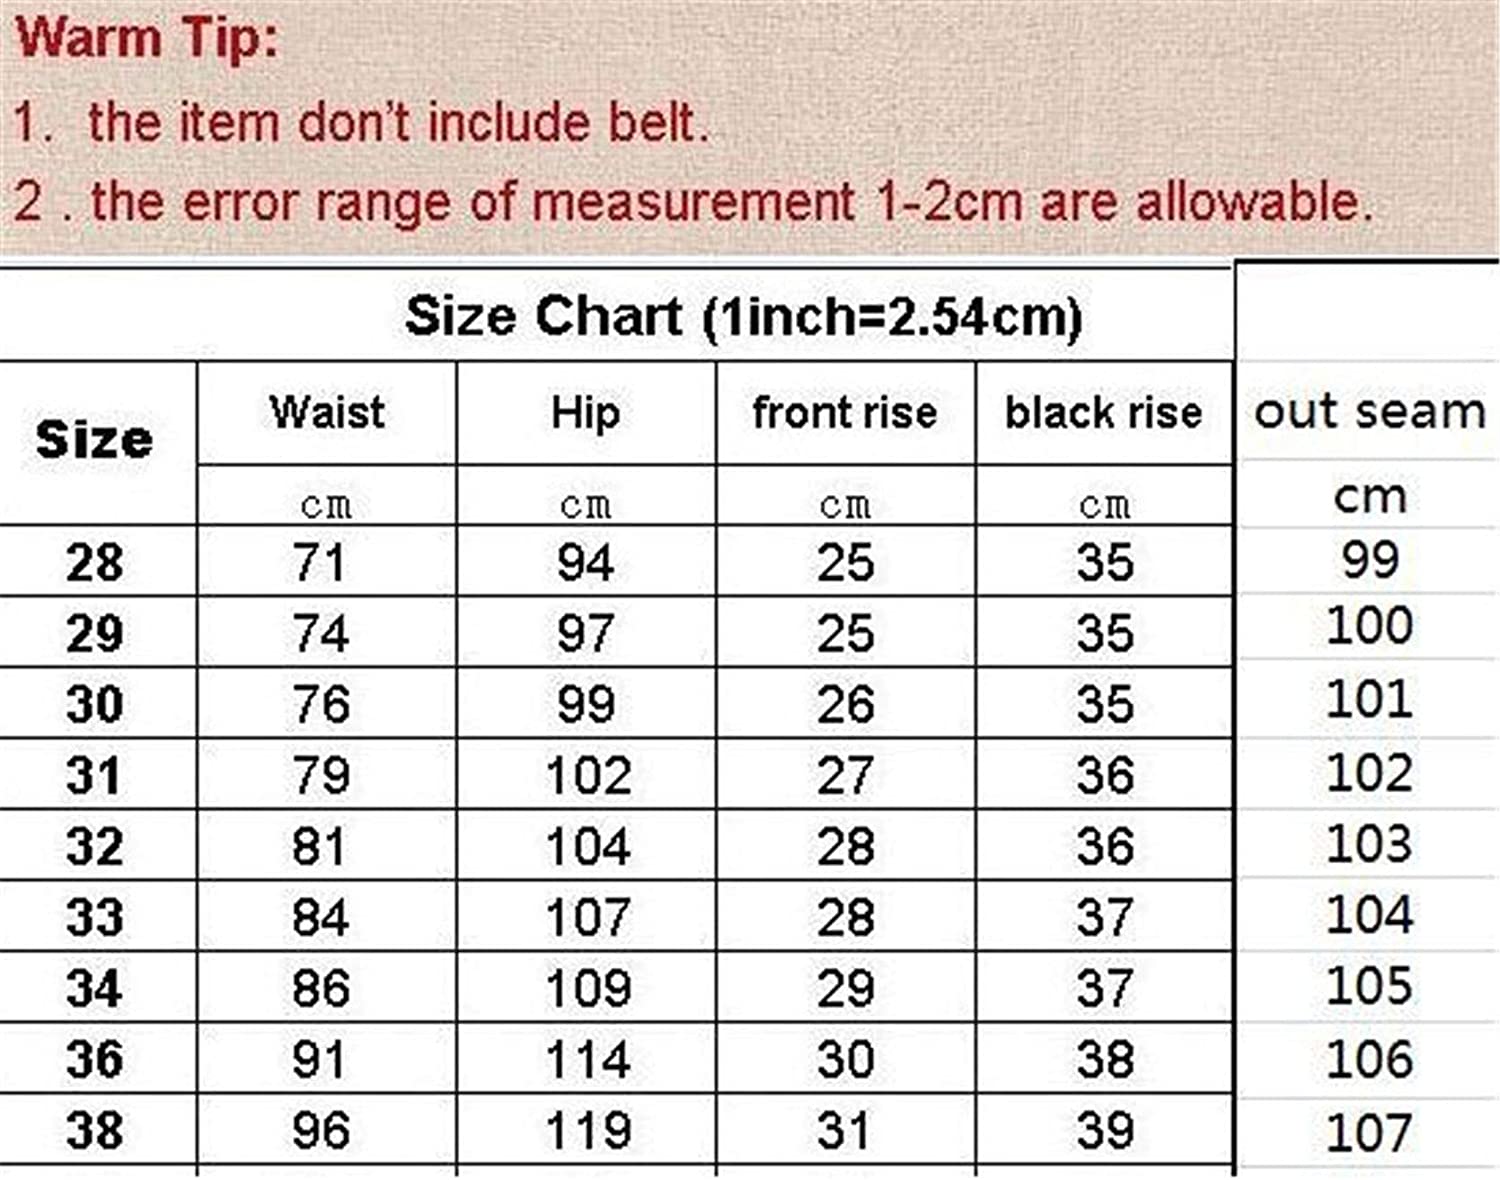 Warm Tip:
1. the item don't include belt.
2 . the error range of measurement 1-2cm are allowable.
Size Chart (1inch=2.54cm)
Size Waist Hip front rise black rise out seam
cm cm cm cm cm
28 71 94 25 35 99
29 74 97 25 35 100
30 76 99 26 35 101
31 79 102 27 36 102
32 81 104 28 36 103
33 84 107 28 37 104
34 86 109 29 37 105
36 91 114 30 38 106
38 96 119 31 39 107